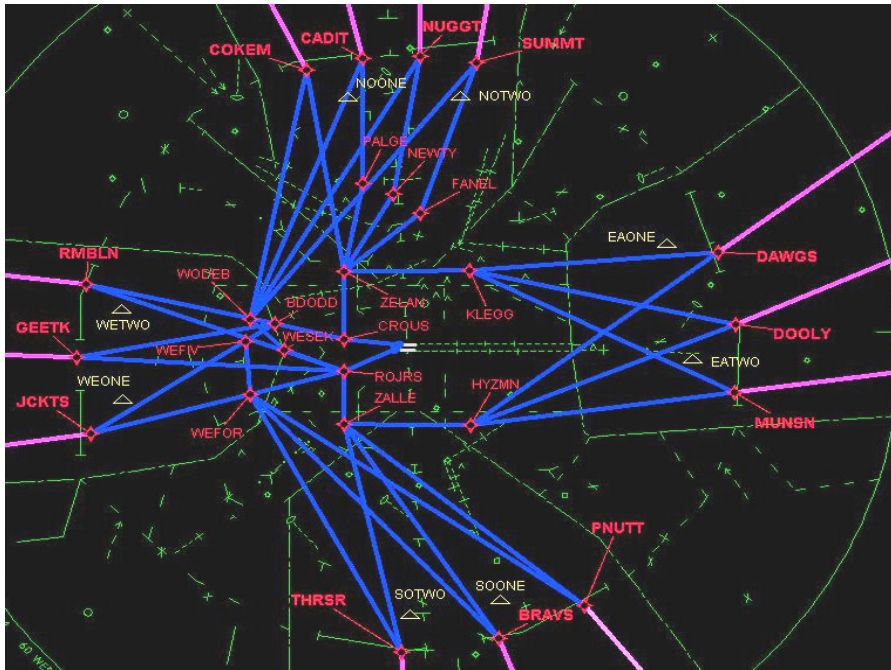 NUGGT
CADIT
SUMMT
COKEM
NOONE
NOTWO
PALGE
NEWTY
FANEL
EAONE
RMBLN
DAWGS
WODEB
BDODD
ZELAN
KLEGG
WETWO
DOOLY
GEETK
WEFIV
WESEK
CROUS
EATWO
WEONE
ROJRS
JCKTS
ZALLE
HYZMN
MUNSN
WEFOR
PNUTT
SOTWO
SOONE
THRSR
BRAVS